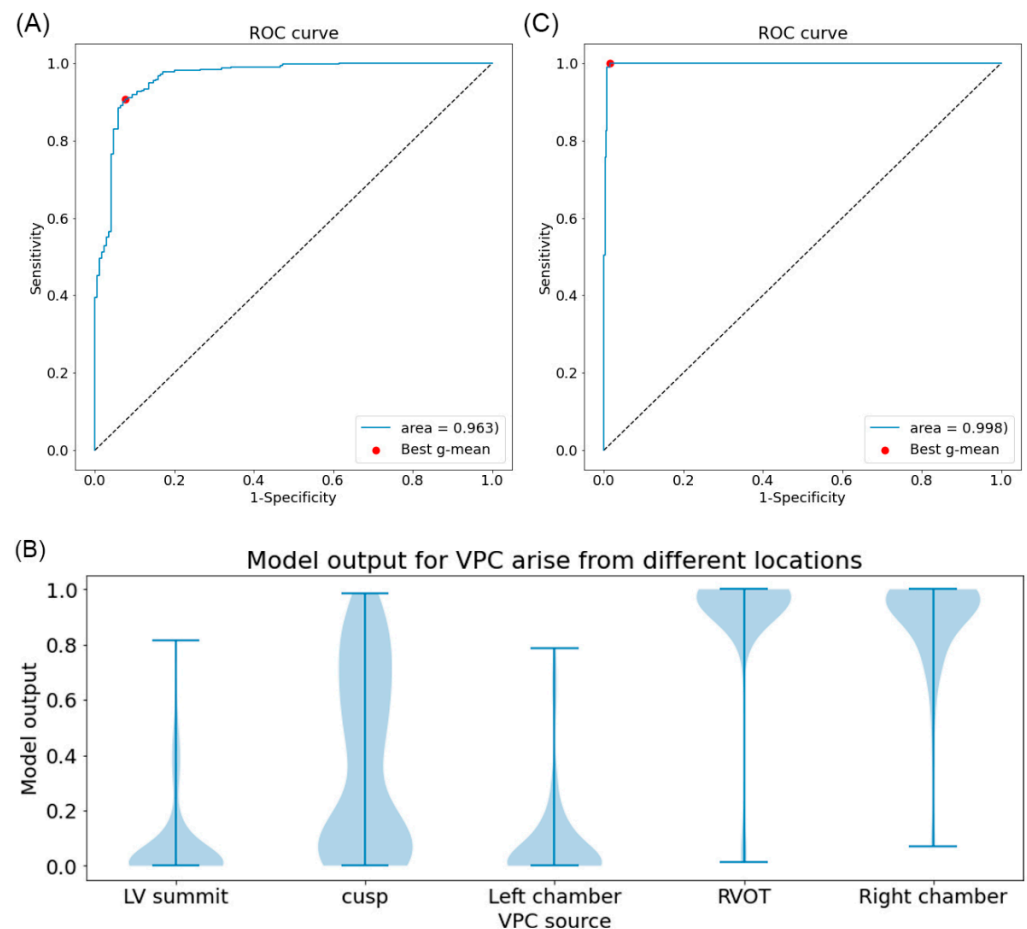 (A)
ROC curve
1.0
0.8
0.6
0.4
0.2
0.0
Sensitivity
0.0 0.2 0.4 0.6 0.8 1.0
1-Specificity
area = 0.963)
Best g-mean
(C)
ROC curve
1.0
0.8
0.6
0.4
0.2
0.0
Sensitivity
0.0 0.2 0.4 0.6 0.8 1.0
1-Specificity
area = 0.998)
Best g-mean
(B)
Model output for VPC arise from different locations
1.0
0.8
0.6
0.4
0.2
0.0
Model output
LV summit cusp Left chamber RVOT Right chamber
VPC source